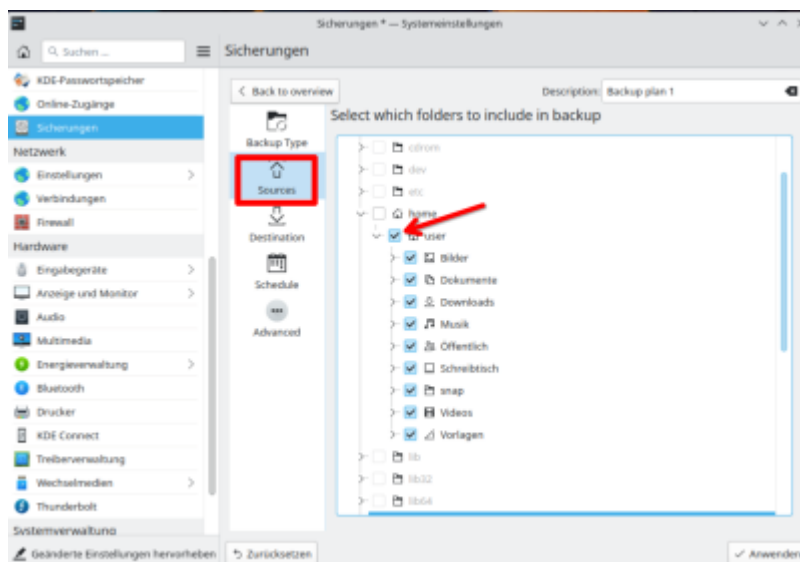 Sicherungen * — Systemeinstellungen
Suchen ...
Sicherungen
KDE-Passwortspeicher
Online-Zugänge
Sicherungen
Netzwerk
Einstellungen
Verbindungen
Firewall
Hardware
Eingabegeräte
Anzeige und Monitor
Audio
Multimedia
Energieverwaltung
Bluetooth
Drucker
KDE Connect
Treiberverwaltung
Wechselmedien
Thunderbolt
Systemverwaltung
Geänderte Einstellungen hervorheben
Back to overview
Description: Backup plan 1
Backup Type
Sources
Destination
Schedule
Advanced
Select which folders to include in backup
cdrom
dev
etc
home
user
Bilder
Dokumente
Downloads
Musik
Öffentlich
Schreibtisch
snap
Videos
Vorlagen
lib
lib32
lib64
Zurücksetzen
Anwenden